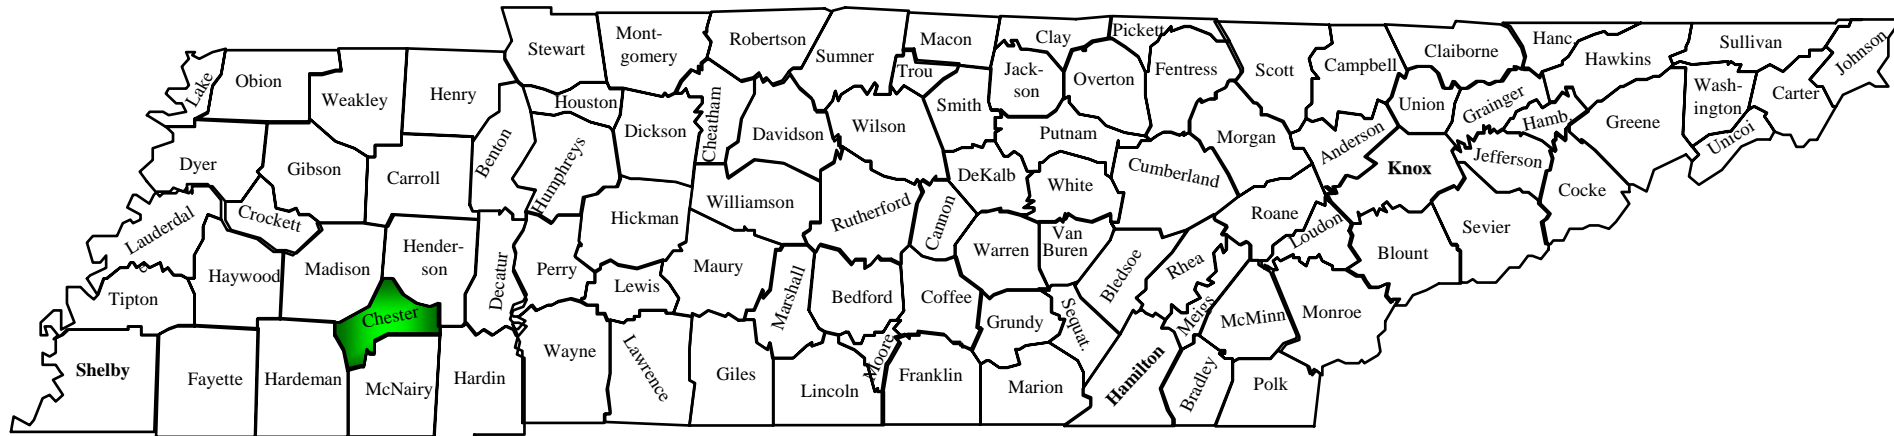 Stewart
Mont-
gomery
Robertson
Sumner
Macon
Trou
Clay
Pickett
Jack-
son
Overton
Fentress
Scott
Campbell
Claiborne
Hanc.
Hawkins
Sullivan
Johnson
Lake
Obion
Weakley
Henry
Houston
Benton
Humphreys
Dickson
Cheatham
Davidson
Wilson
Smith
Putnam
Morgan
Anderson
Union
Grainger
Hamb.
Greene
Wash-
ington
Carter
Unicoi
Dyer
Gibson
Carroll
Crockett
Lauderdal
e
Hickman
Williamson
Rutherford
Cannon
DeKalb
White
Cumberland
Roane
Loudon
Knox
Jefferson
Cocke
Sevier
Blount
Tipton
Haywood
Madison
Hender-
son
Decatur
Perry
Lewis
Maury
Marshall
Bedford
Coffee
Warren
Van
Buren
Bledsoe
Rhea
Meigs
McMinn
Monroe
Chester
Shelby
Fayette
Hardeman
McNairy
Hardin
Wayne
Lawrence
Giles
Lincoln
Moore
Franklin
Grundy
Sequat.
Marion
Hamilton
Bradley
Polk